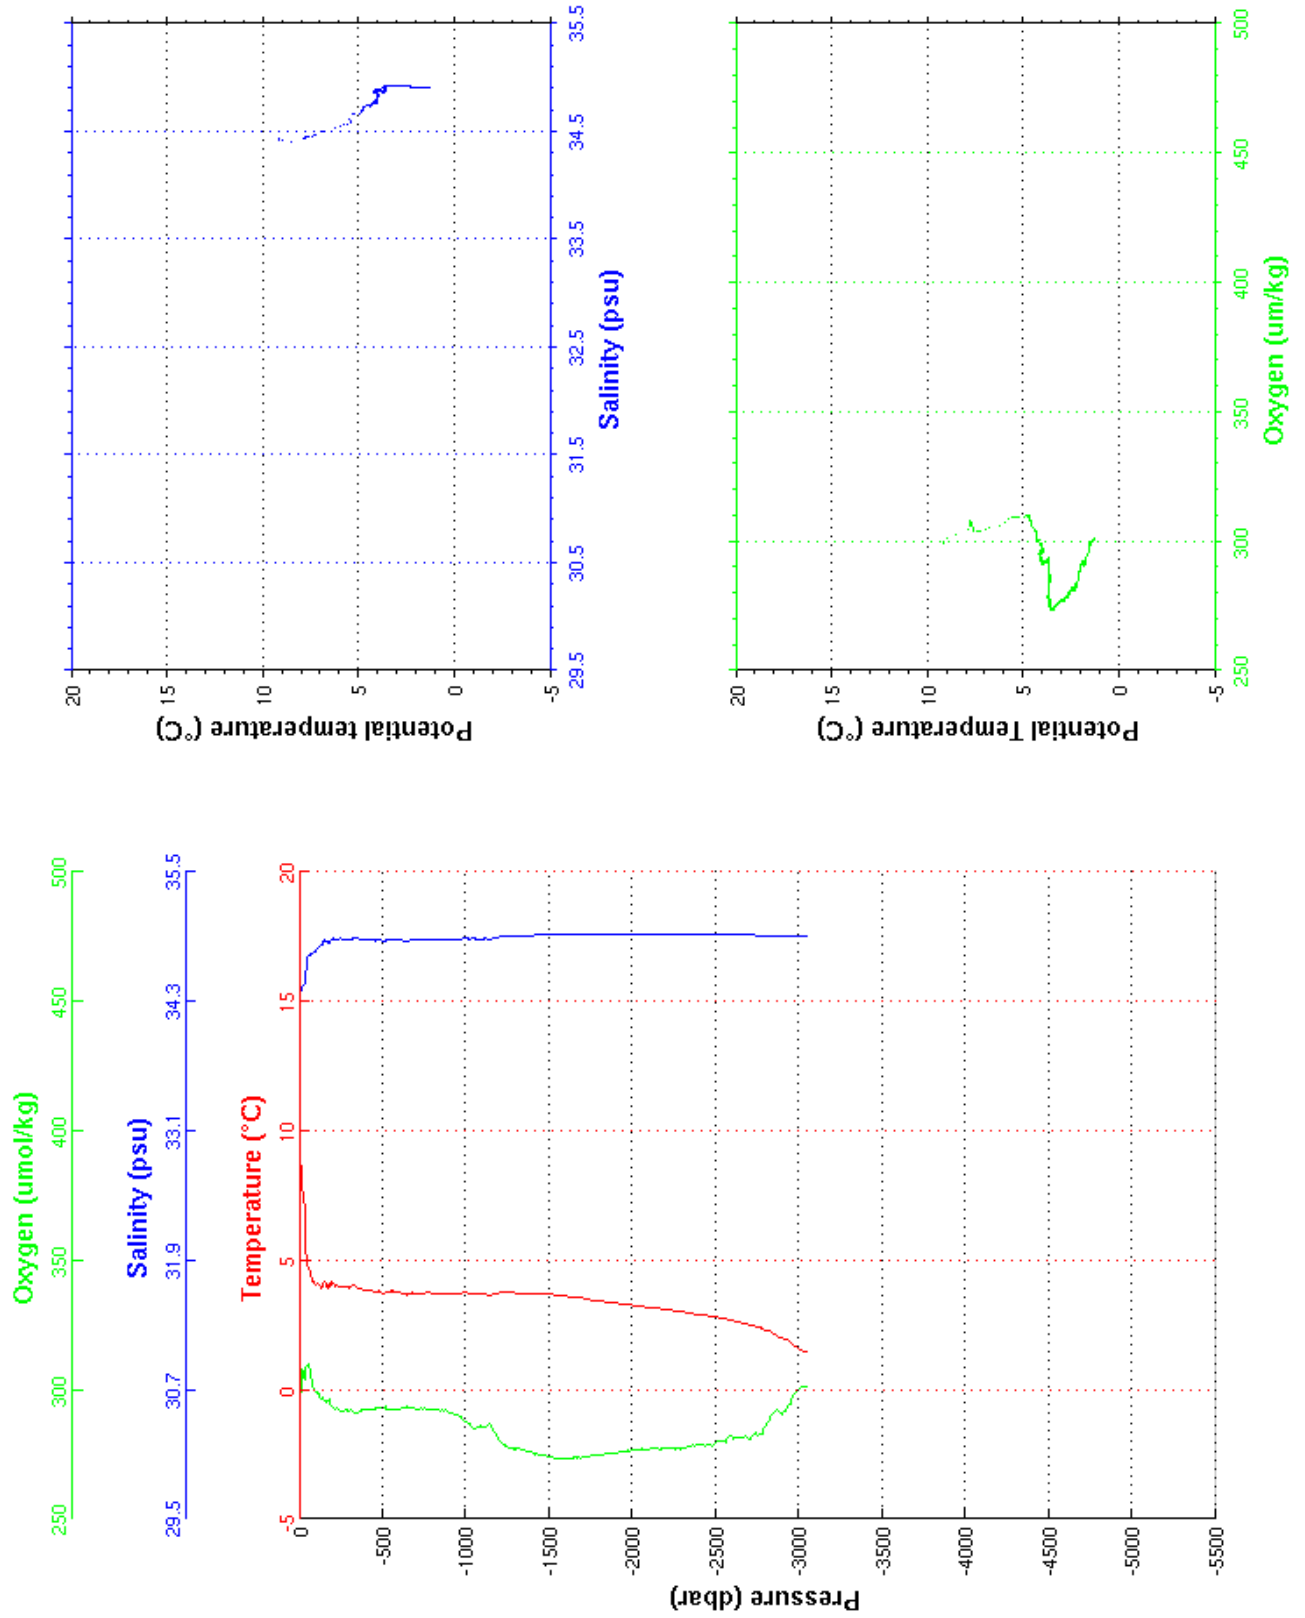 Oxygen (umol/kg)
250 300 350 400 450 500
Salinity (psu)
29.5 30.7 31.9 33.1 34.3 35.5
Temperature (°C)
-5 0 5 10 15 20
0
-500
-1000
-1500
-2000
-2500
-3000
-3500
-4000
-4500
-5000
-5500
Pressure (dbar)
20
15
10
5
0
-5
Potential temperature (°C)
29.5 30.5 31.5 32.5 33.5 34.5 35.5
Salinity (psu)
20
15
10
5
0
-5
Potential Temperature (°C)
250 300 350 400 450 500
Oxygen (um/kg)